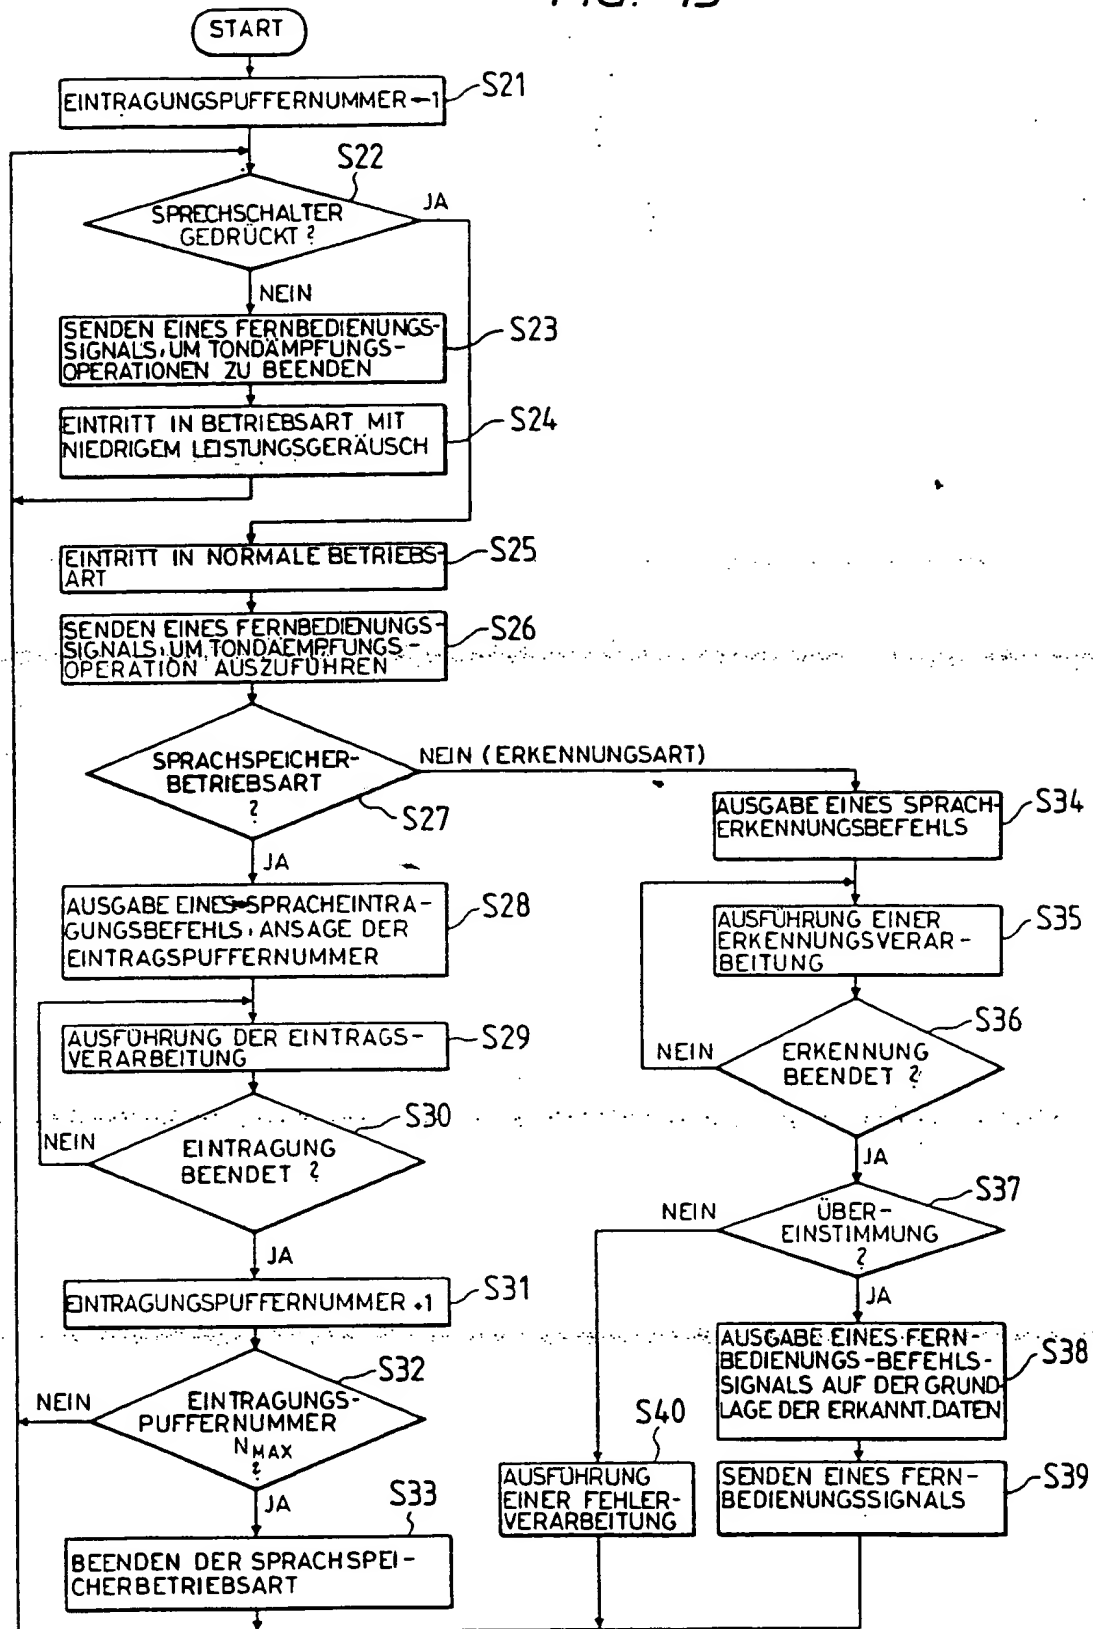 START
EINTRAGUNGSPUFFERNUMMER ←1
S21
S22
SPRECHSCHALTER
GEDRÜCKT ?
JA
NEIN
SENDEN EINES FERNBEDIENUNGS-
SIGNALS, UM TONDÄMPFUNGS-
OPERATIONEN ZU BEENDEN
S23
EINTRITT IN BETRIEBSART MIT
NIEDRIGEM LEISTUNGSGERÄUSCH
S24
EINTRITT IN NORMALE BETRIEBS-
ART
S25
SENDEN EINES FERNBEDIENUNGS-
SIGNALS, UM TONDAEMPFUNGS-
OPERATION AUSZUFÜHREN
S26
SPRACHSPEICHER-
BETRIEBSART
?
S27
NEIN (ERKENNUNGSART)
JA
AUSGABE EINES SPRACHEINTRA-
GUNGSBEFEHLS, ANSAGE DER
EINTRAGSPUFFERNUMMER
S28
AUSFÜHRUNG DER EINTRAGS-
VERARBEITUNG
S29
S30
EINTRAGUNG
BEENDET ?
NEIN
JA
EINTRAGUNGSPUFFERNUMMER +1
S31
S32
EINTRAGUNGS-
PUFFERNUMMER
NMAX
?
NEIN
JA
S33
BEENDEN DER SPRACHSPEI-
CHERBETRIEBSART
AUSGABE EINES SPRACH-
ERKENNUNGSBEFEHLS
S34
AUSFÜHRUNG EINER
ERKENNUNGSVERAR-
BEITUNG
S35
S36
ERKENNUNG
BEENDET ?
NEIN
JA
S37
ÜBER-
EINSTIMMUNG
?
NEIN
JA
AUSGABE EINES FERN-
BEDIENUNGS-BEFEHLS-
SIGNALS AUF DER GRUND
LAGE DER ERKANNT. DATEN
S38
SENDEN EINES FERN-
BEDIENUNGSSIGNALS
S39
S40
AUSFÜHRUNG
EINER FEHLER-
VERARBEITUNG